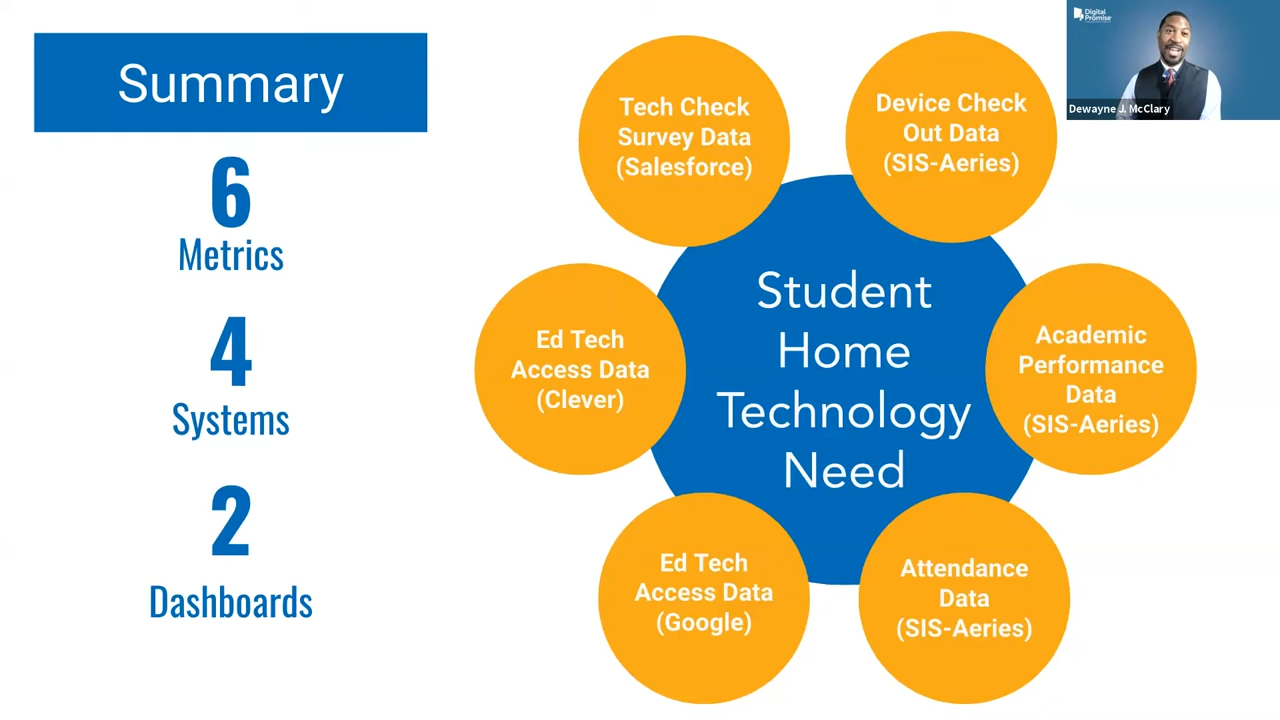 Summary
6
Metrics
4
Systems
2
Dashboards
Tech Check
Survey Data
(Salesforce)
Device Check
Out Data
(SIS-Aeries)
Ed Tech
Access Data
(Clever)
Student
Home
Technology
Need
Academic
Performance
Data
(SIS-Aeries)
Ed Tech
Access Data
(Google)
Attendance
Data
(SIS-Aeries)
Digital
Promise
Dewayne J. McClary